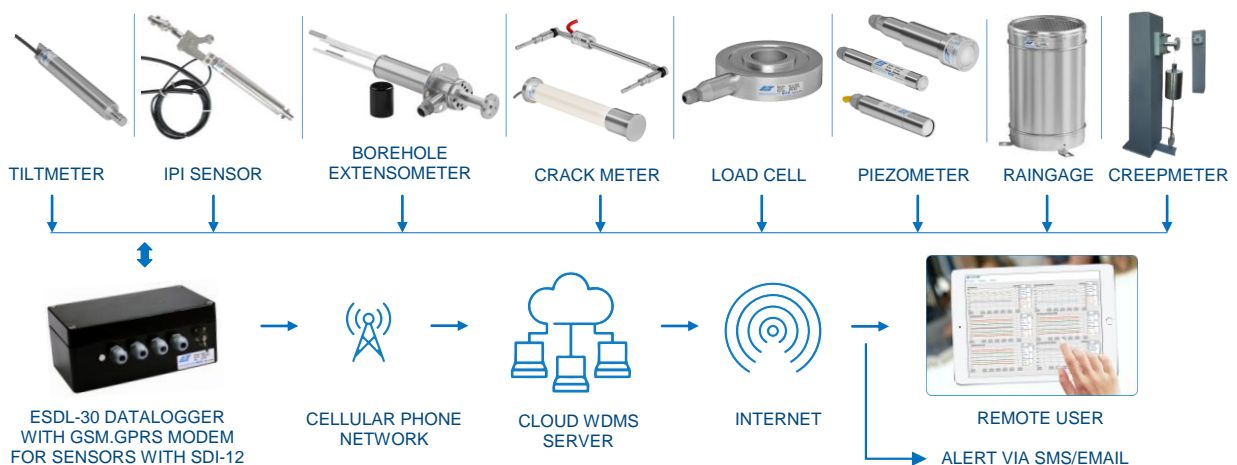 TILTMETER
IPI SENSOR
BOREHOLE
EXTENSOMETER
CRACK METER
LOAD CELL
PIEZOMETER
RAINGAGE
CREEPMETER
ESDL-30 DATALOGGER
WITH GSM.GPRS MODEM
FOR SENSORS WITH SDI-12
CELLULAR PHONE
NETWORK
CLOUD WDMS
SERVER
INTERNET
REMOTE USER
ALERT VIA SMS/EMAIL